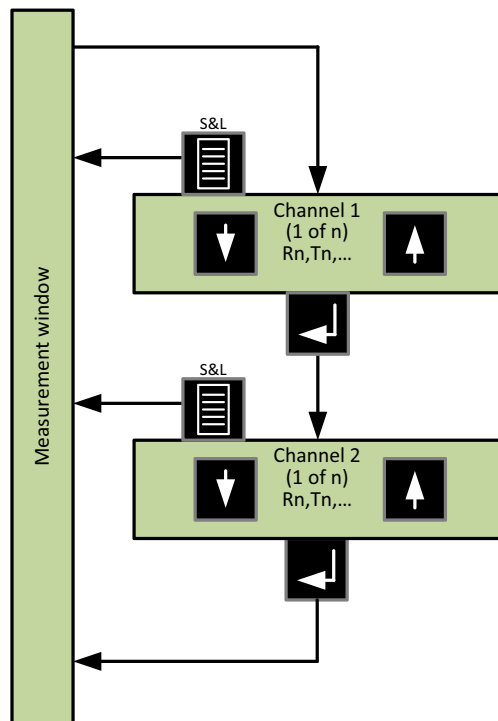 S&L
Channel 1
(1 of n)
Rn,Tn,...
Measurement window
S&L
Channel 2
(1 of n)
Rn,Tn,...